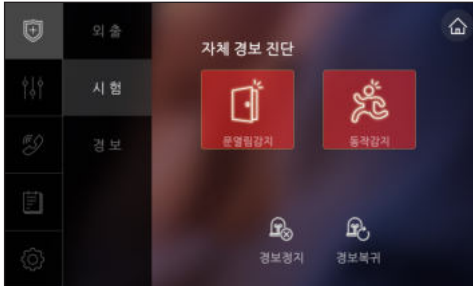 외출
시험
경보
자체 경보 진단
문열림감지
동작감지
경보정지
경보복귀